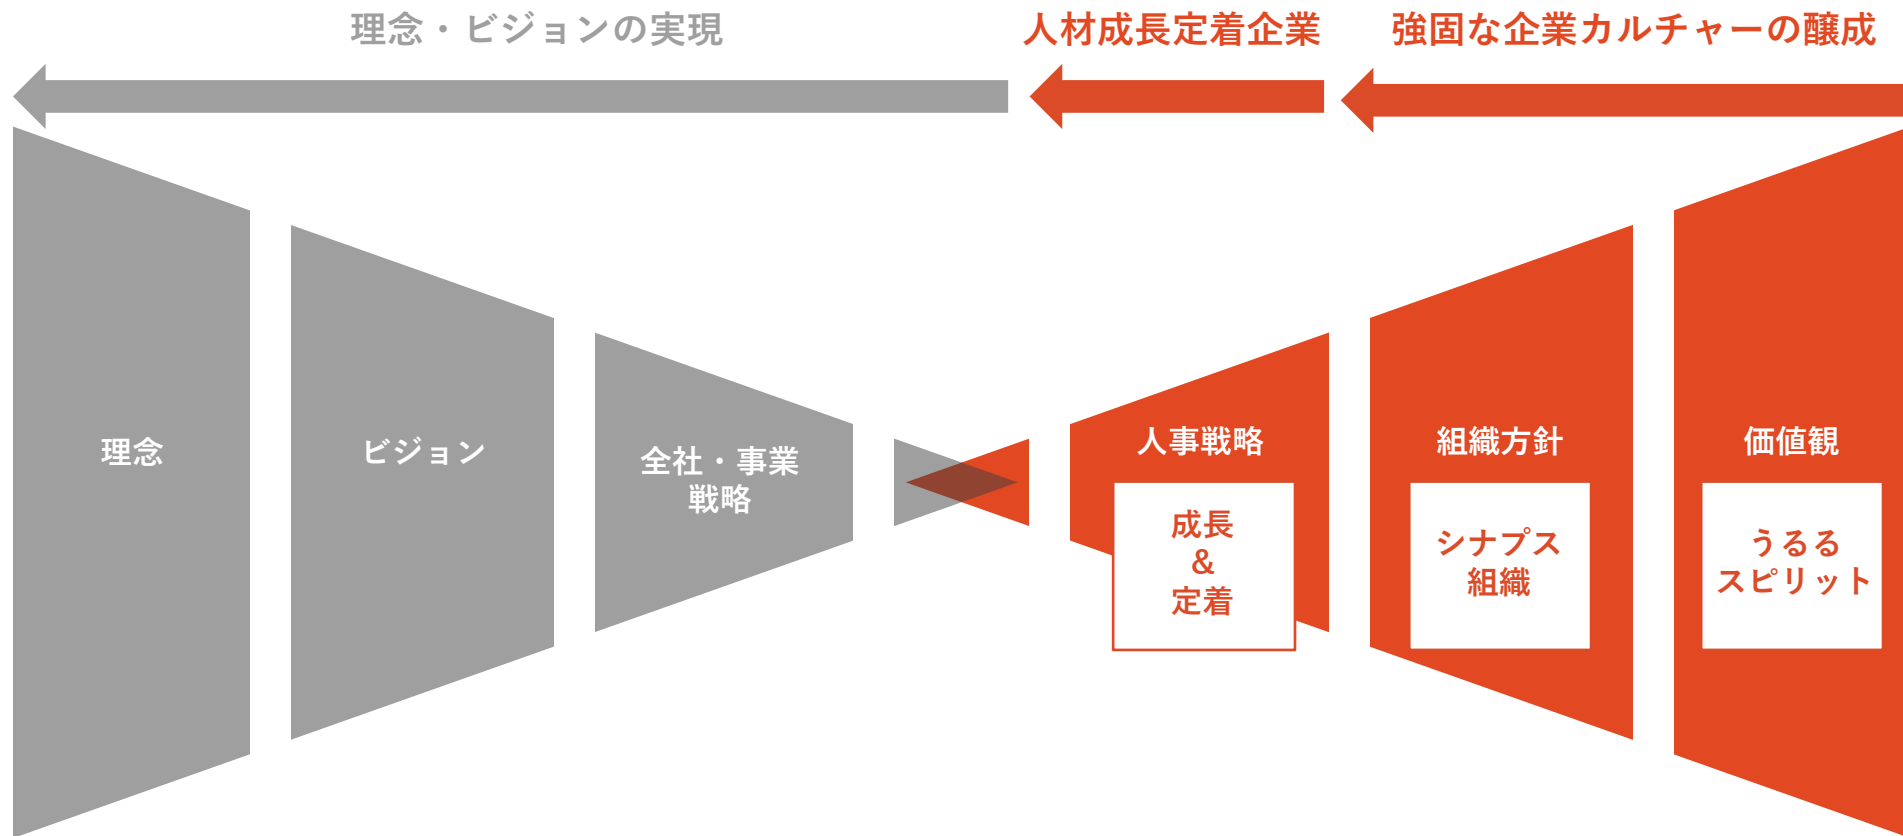 理念・ビジョンの実現
人材成長定着企業
強固な企業カルチャーの醸成
理念
ビジョン
全社・事業
戦略
人事戦略
成長
&
定着
組織方針
シナプス
組織
価値観
うるる
スピリット